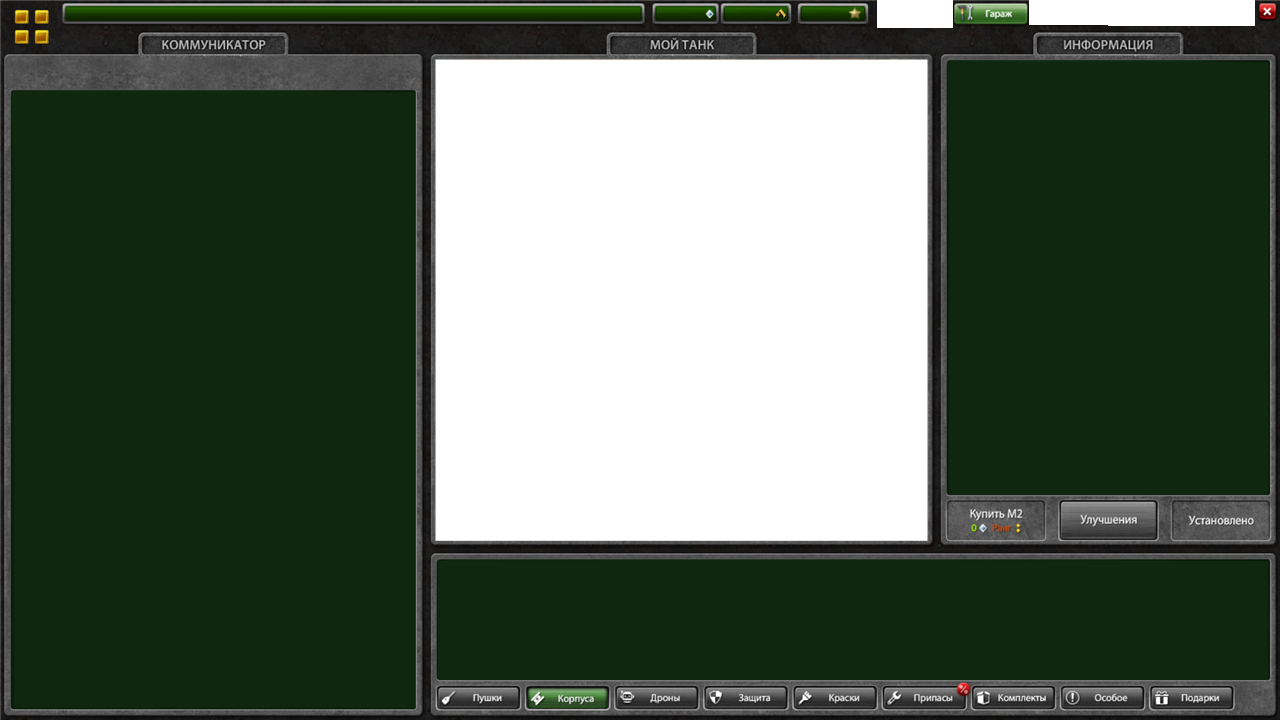 Гараж
КОММУНИКАТОР
МОЙ ТАНК
ИНФОРМАЦИЯ
Купить М2
0 Ранг
Улучшения
Установлено
Пушки
Корпуса
Дроны
Защита
Краски
Припасы
%
Комплекты
Особое
Подарки